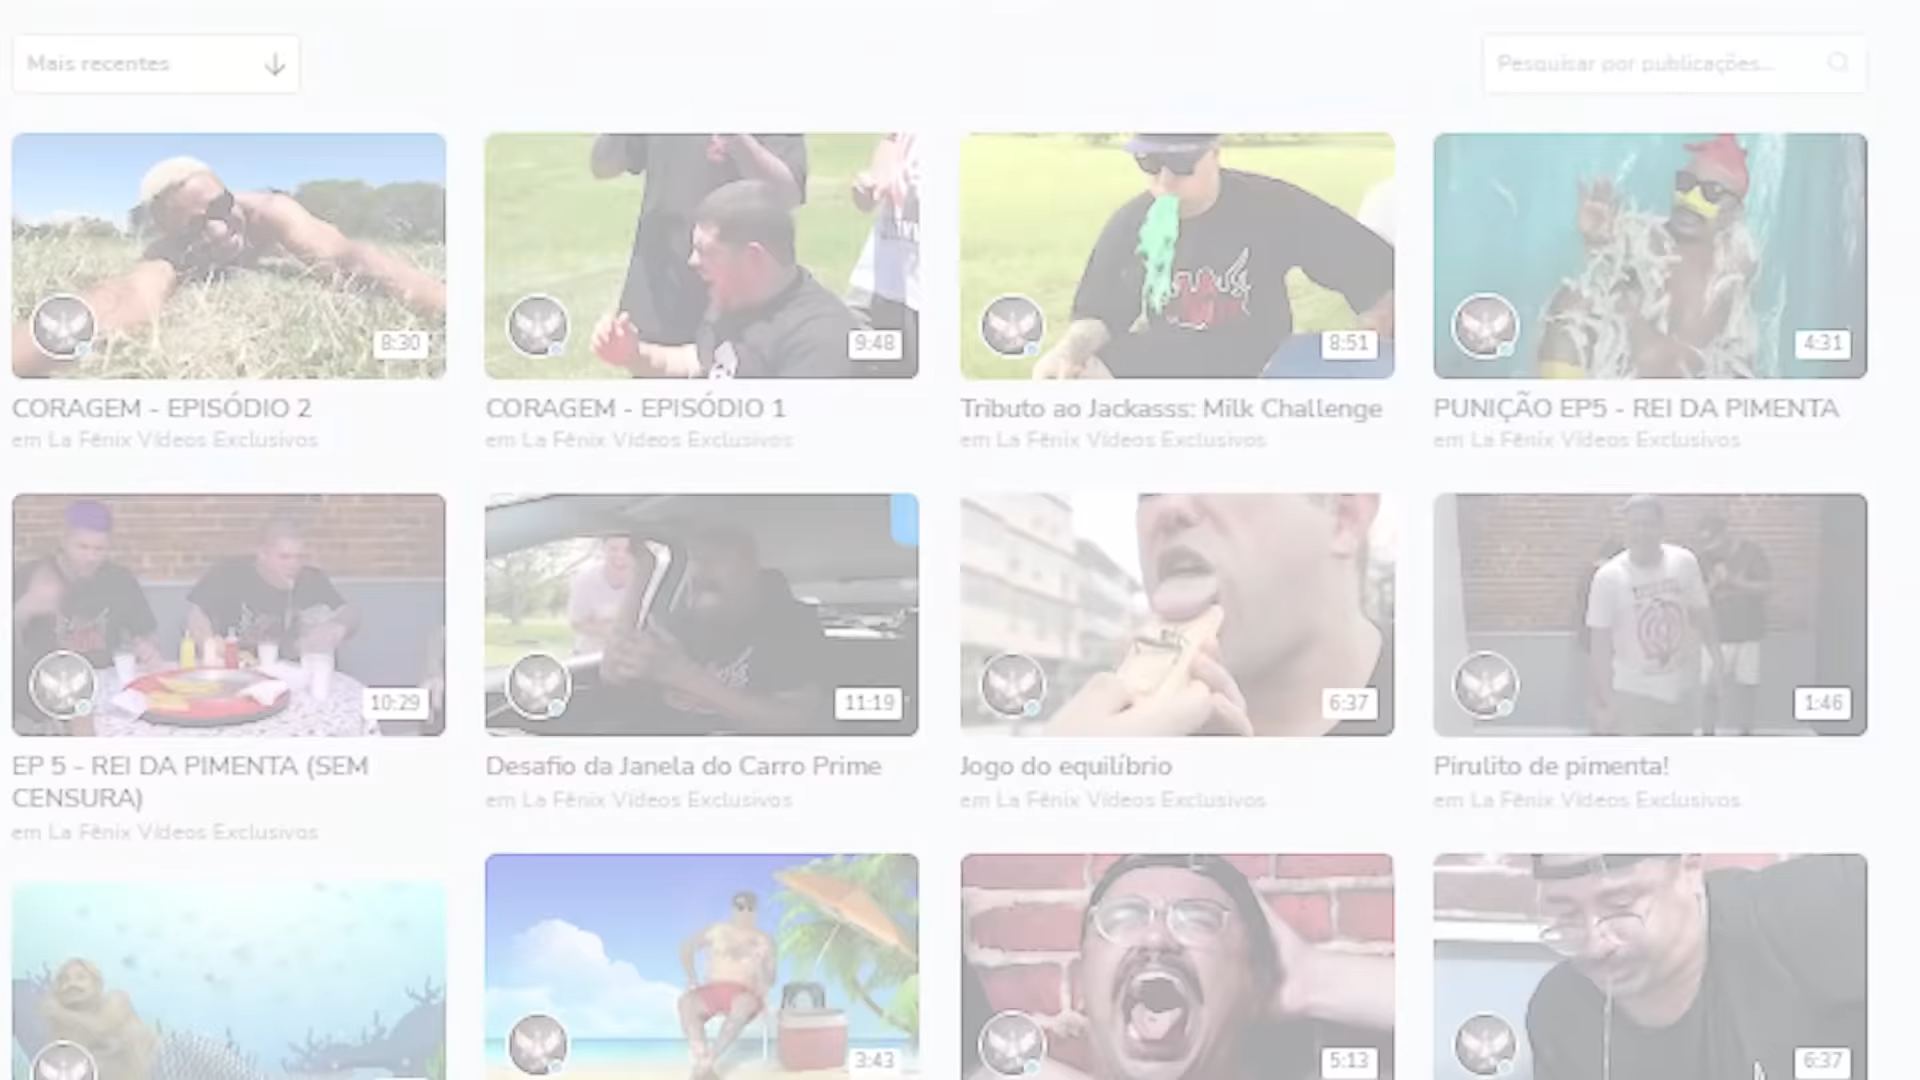 Mais recentes
Pesquisar por publicações...
8:30
9:48
8:51
4:31
CORAGEM - EPISÓDIO 2
CORAGEM - EPISÓDIO 1
Tributo ao Jackasss: Milk Challenge
PUNIÇÃO EP5 - REI DA PIMENTA
em La Fênix Vídeos Exclusivos
em La Fênix Vídeos Exclusivos
em La Fênix Vídeos Exclusivos
em La Fênix Vídeos Exclusivos
10:29
11:19
6:37
1:46
EP 5 - REI DA PIMENTA (SEM
CENSURA)
Desafio da Janela do Carro Prime
Jogo do equilíbrio
Pirulito de pimenta!
em La Fênix Vídeos Exclusivos
em La Fênix Vídeos Exclusivos
em La Fênix Vídeos Exclusivos
em La Fênix Vídeos Exclusivos
3:43
5:13
6:37